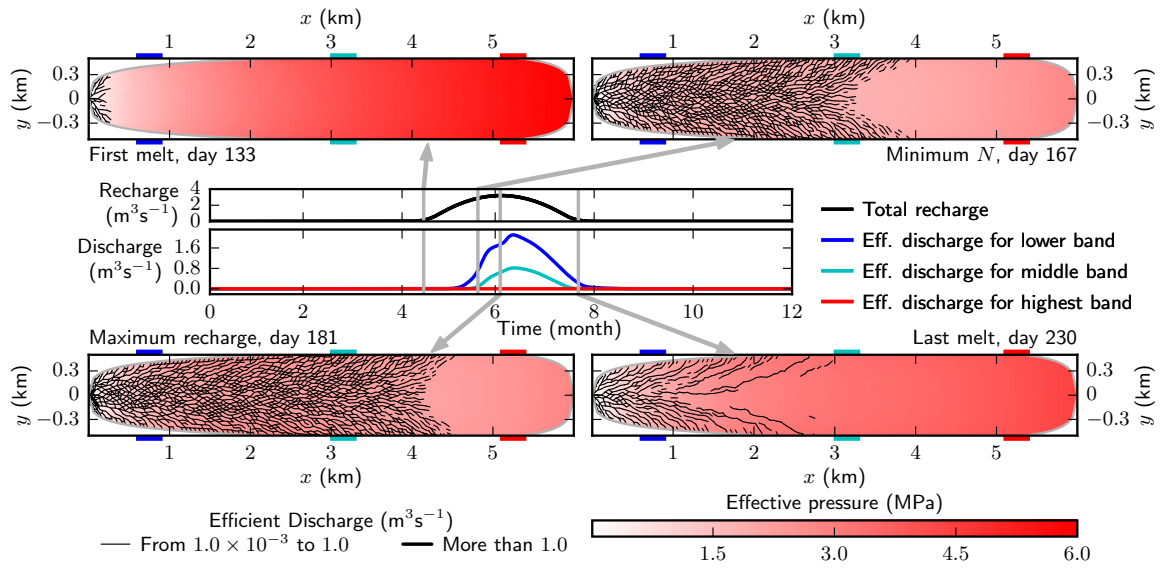 x (km)
x (km)
1 2 3 4 5
1 2 3 4 5
y (km)
0.3
0
−0.3
0.3
0
−0.3
y (km)
First melt, day 133
Minimum N, day 167
Recharge
(m³s⁻¹)
4
2
0
Discharge
(m³s⁻¹)
1.6
0.8
0.0
0 2 4 6 8 10 12
Time (month)
Total recharge
Eff. discharge for lower band
Eff. discharge for middle band
Eff. discharge for highest band
Maximum recharge, day 181
Last melt, day 230
y (km)
0.3
0
−0.3
0.3
0
−0.3
y (km)
1 2 3 4 5
1 2 3 4 5
x (km)
x (km)
Efficient Discharge (m³s⁻¹)
From 1.0 × 10⁻³ to 1.0
More than 1.0
Effective pressure (MPa)
1.5 3.0 4.5 6.0